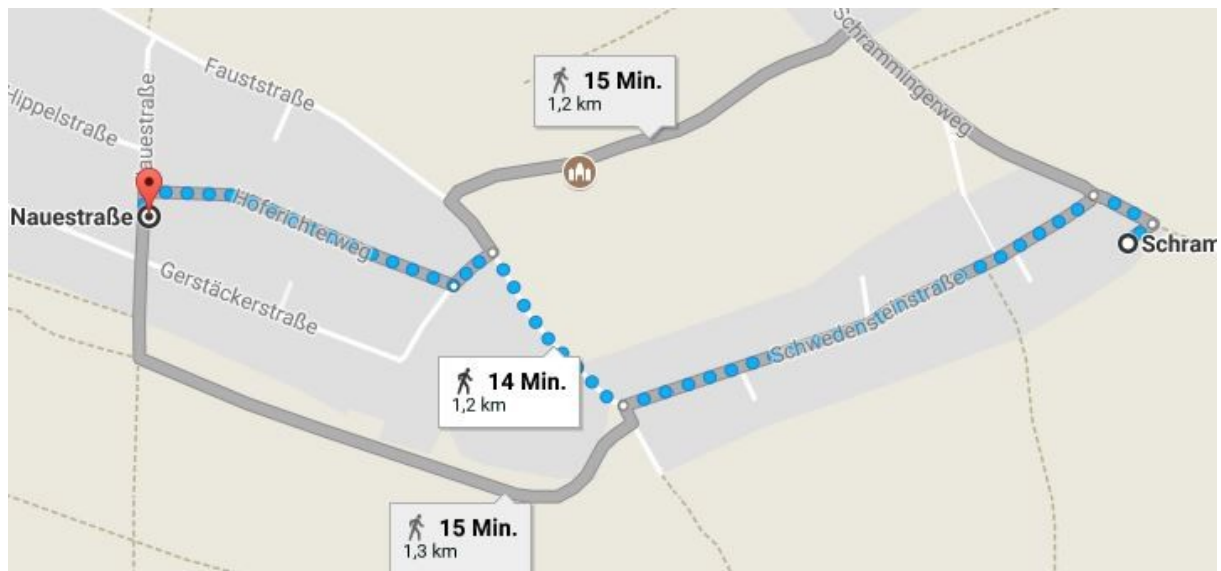 Schrammingerweg
Fauststraße
15 Min.
1,2 km
Hippelstraße
Nauestraße
Höferichterweg
Nauestraße
Schram
Gerstäckerstraße
Schwedensteinstraße
14 Min.
1,2 km
15 Min.
1,3 km